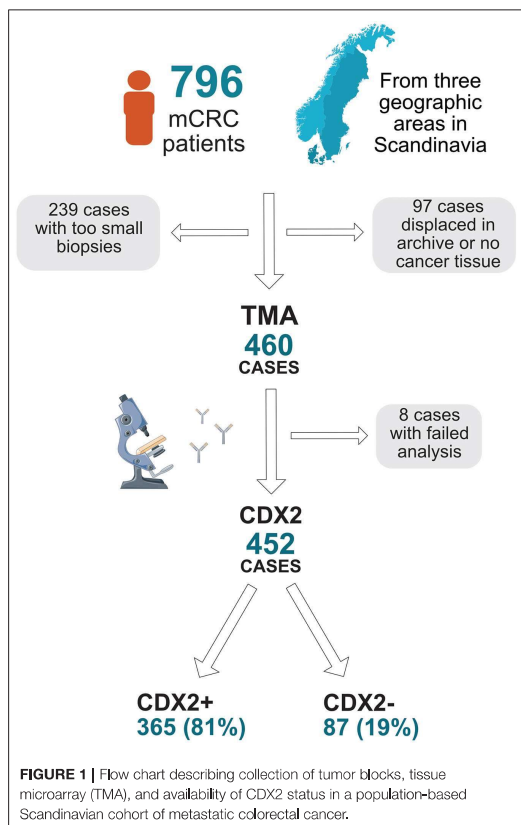 796
mCRC
patients
From three
geographic
areas in
Scandinavia
239 cases
with too small
biopsies
97 cases
displaced in
archive or no
cancer tissue
TMA
460
CASES
8 cases
with failed
analysis
CDX2
452
CASES
CDX2+
365 (81%)
CDX2-
87 (19%)
FIGURE 1 | Flow chart describing collection of tumor blocks, tissue
microarray (TMA), and availability of CDX2 status in a population-based
Scandinavian cohort of metastatic colorectal cancer.